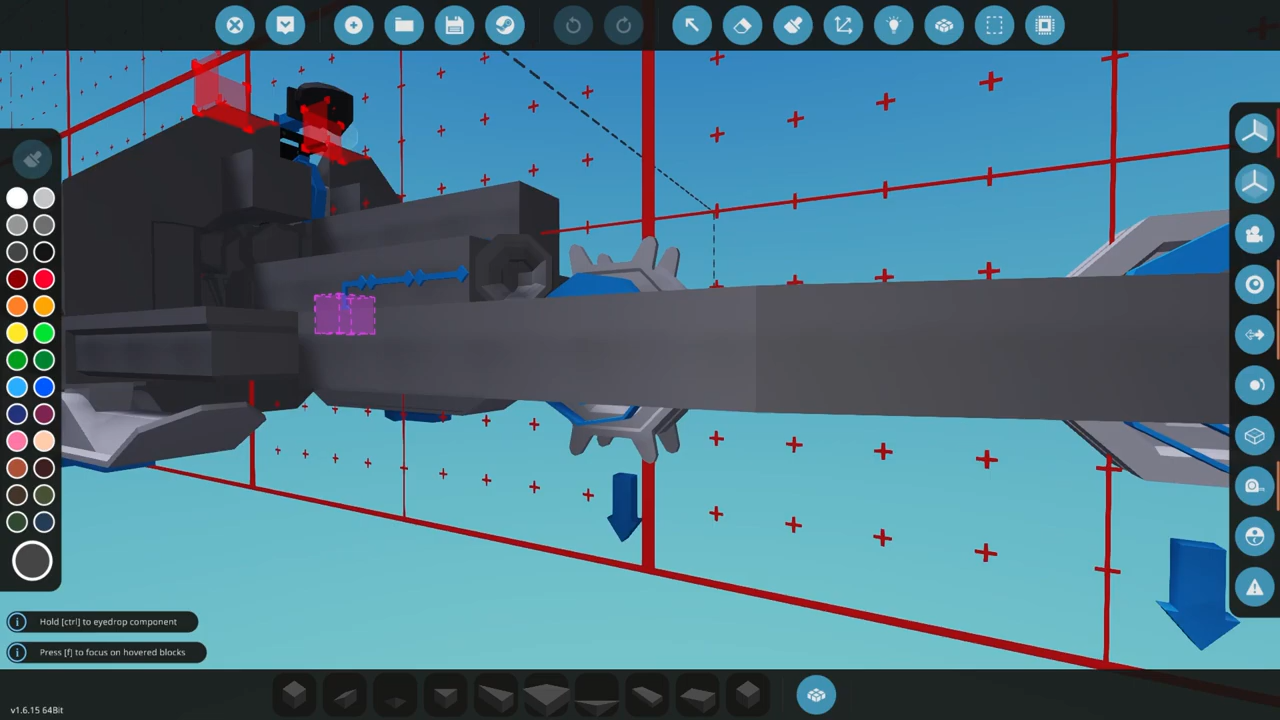 Hold [ctrl] to eyedrop component
Press [f] to focus on hovered blocks
v1.6.15 64Bit